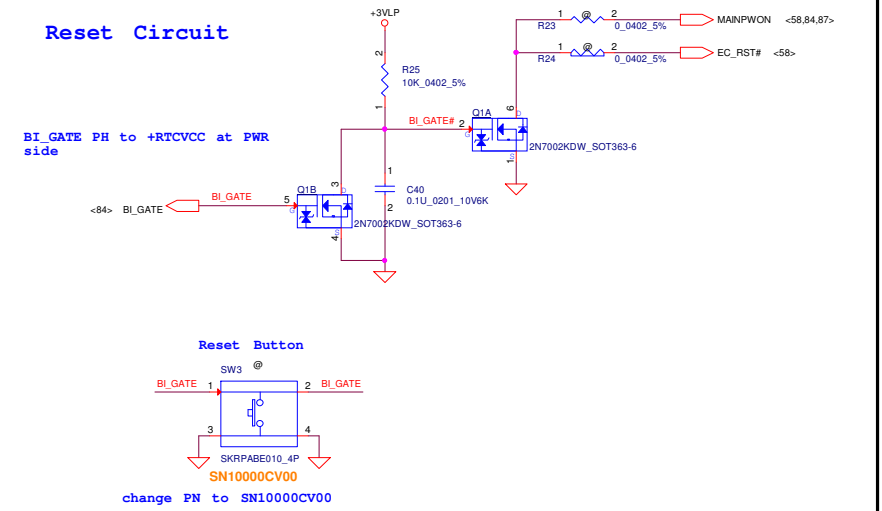 Reset Circuit
+3VLP
2
R25
10K_0402_5%
1
1 @ 2
R23 0_0402_5%
MAINPWON <58,84,87>
1 @ 2
R24 0_0402_5%
EC_RST# <58>
BI_GATE PH to +RTCVCC at PWR
side
BI_GATE# 2
Q1A
6
D
G
S
1
2N7002KDW_SOT363-6
1
C40
0.1U_0201_10V6K
2
<84> BI_GATE
BI_GATE 5
Q1B
3
D
G
S
4
2N7002KDW_SOT363-6
Reset Button
SW3 @
BI_GATE 1
2 BI_GATE
3
4
SKRPABE010_4P
SN10000CV00
change PN to SN10000CV00